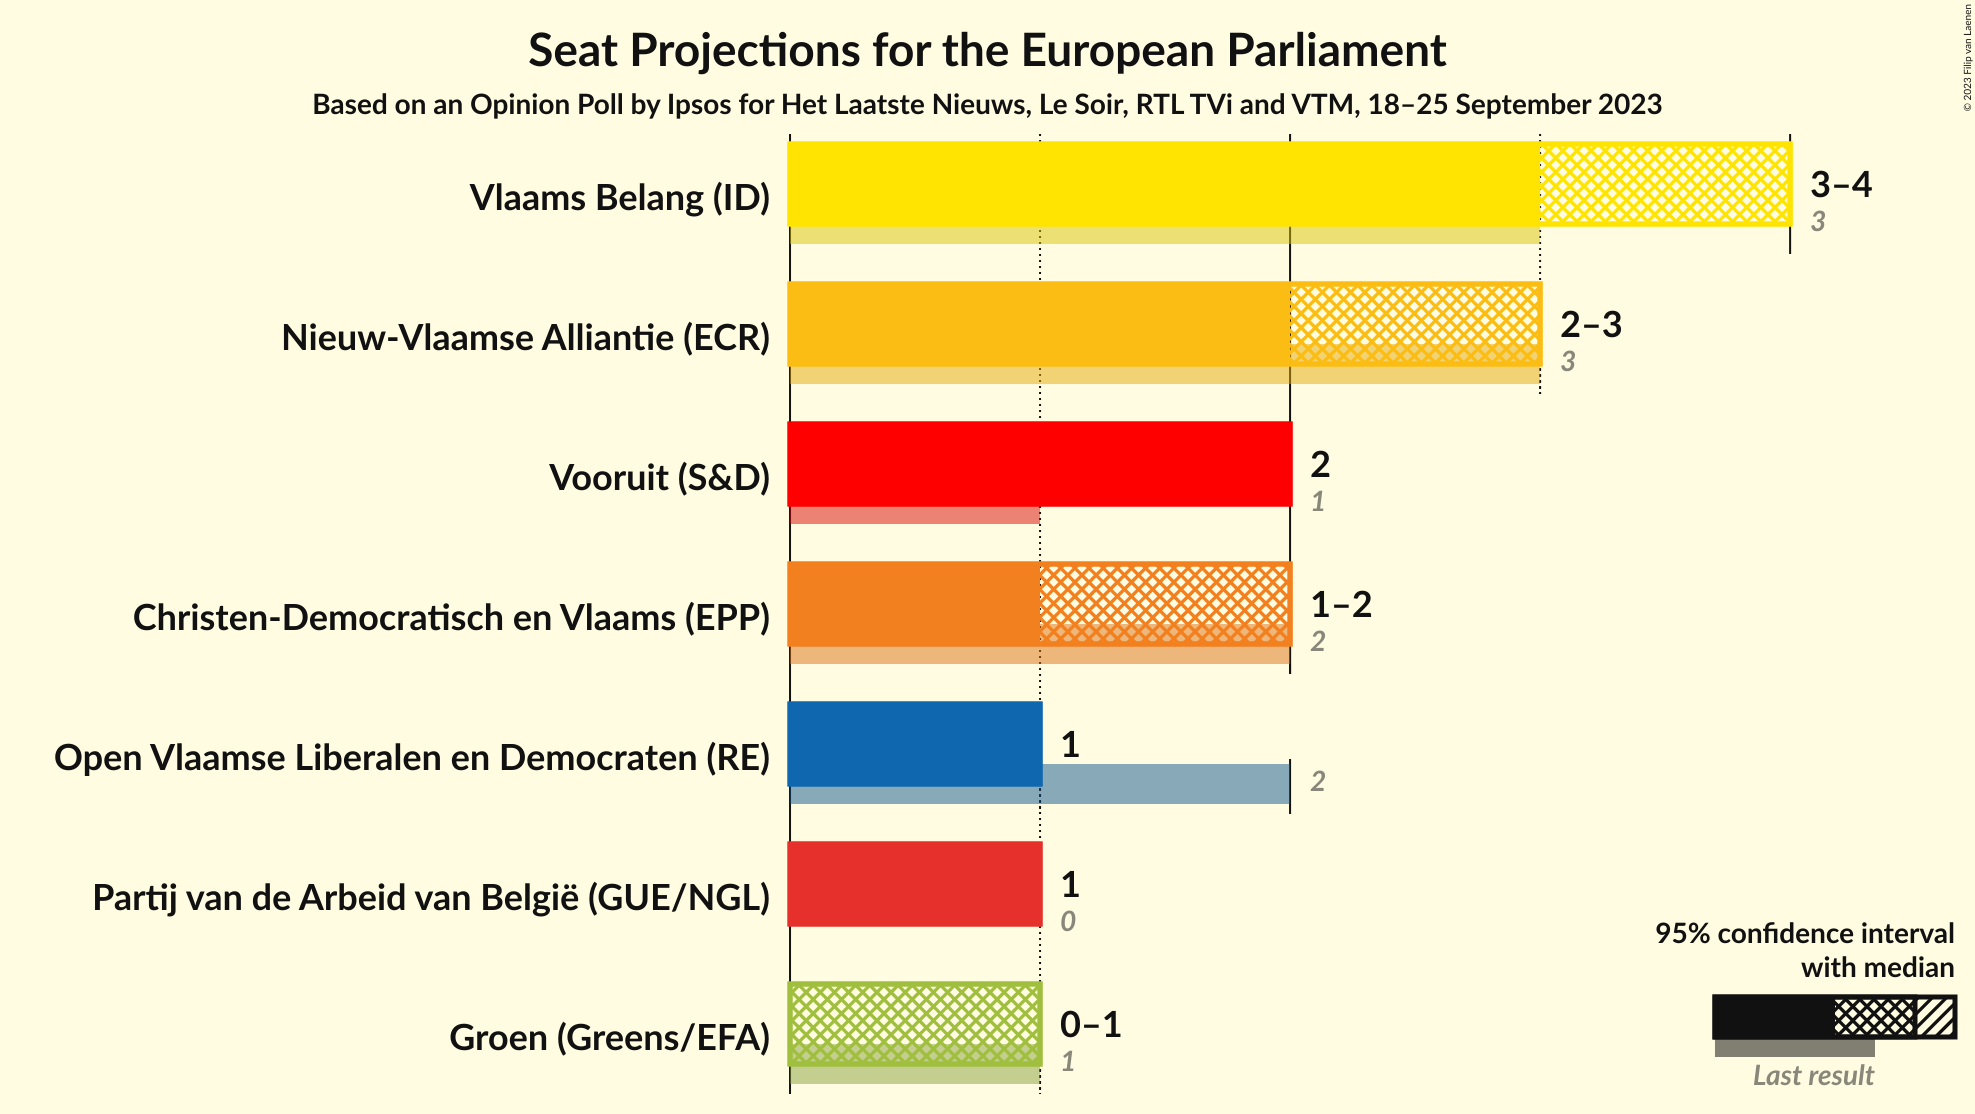 Seat Projections for the European Parliament
Based on an Opinion Poll by Ipsos for Het Laatste Nieuws, Le Soir, RTL TVi and VTM, 18–25 September 2023
© 2023 Filip van Laenen
Vlaams Belang (ID)
3–4
3
Nieuw-Vlaamse Alliantie (ECR)
2–3
3
Vooruit (S&D)
2
1
Christen-Democratisch en Vlaams (EPP)
1–2
2
Open Vlaamse Liberalen en Democraten (RE)
1
2
Partij van de Arbeid van België (GUE/NGL)
1
0
Groen (Greens/EFA)
0–1
1
95% confidence interval
with median
Last result